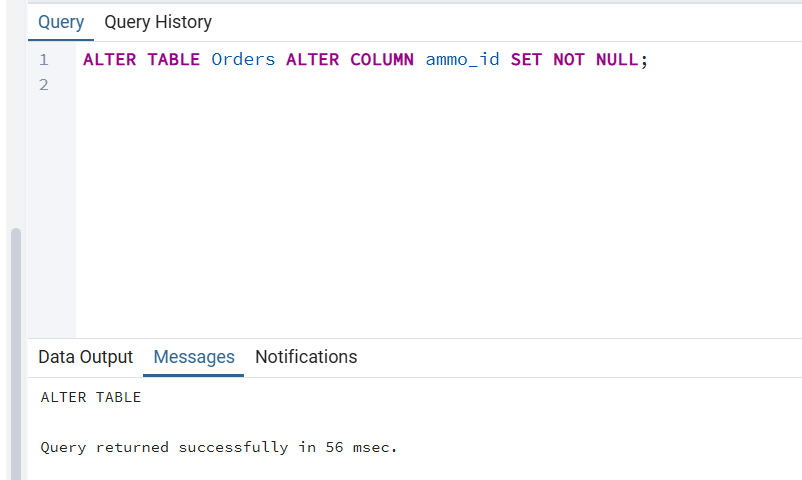 Query Query History
1 ALTER TABLE Orders ALTER COLUMN ammo_id SET NOT NULL;
2
Data Output Messages Notifications
ALTER TABLE
Query returned successfully in 56 msec.